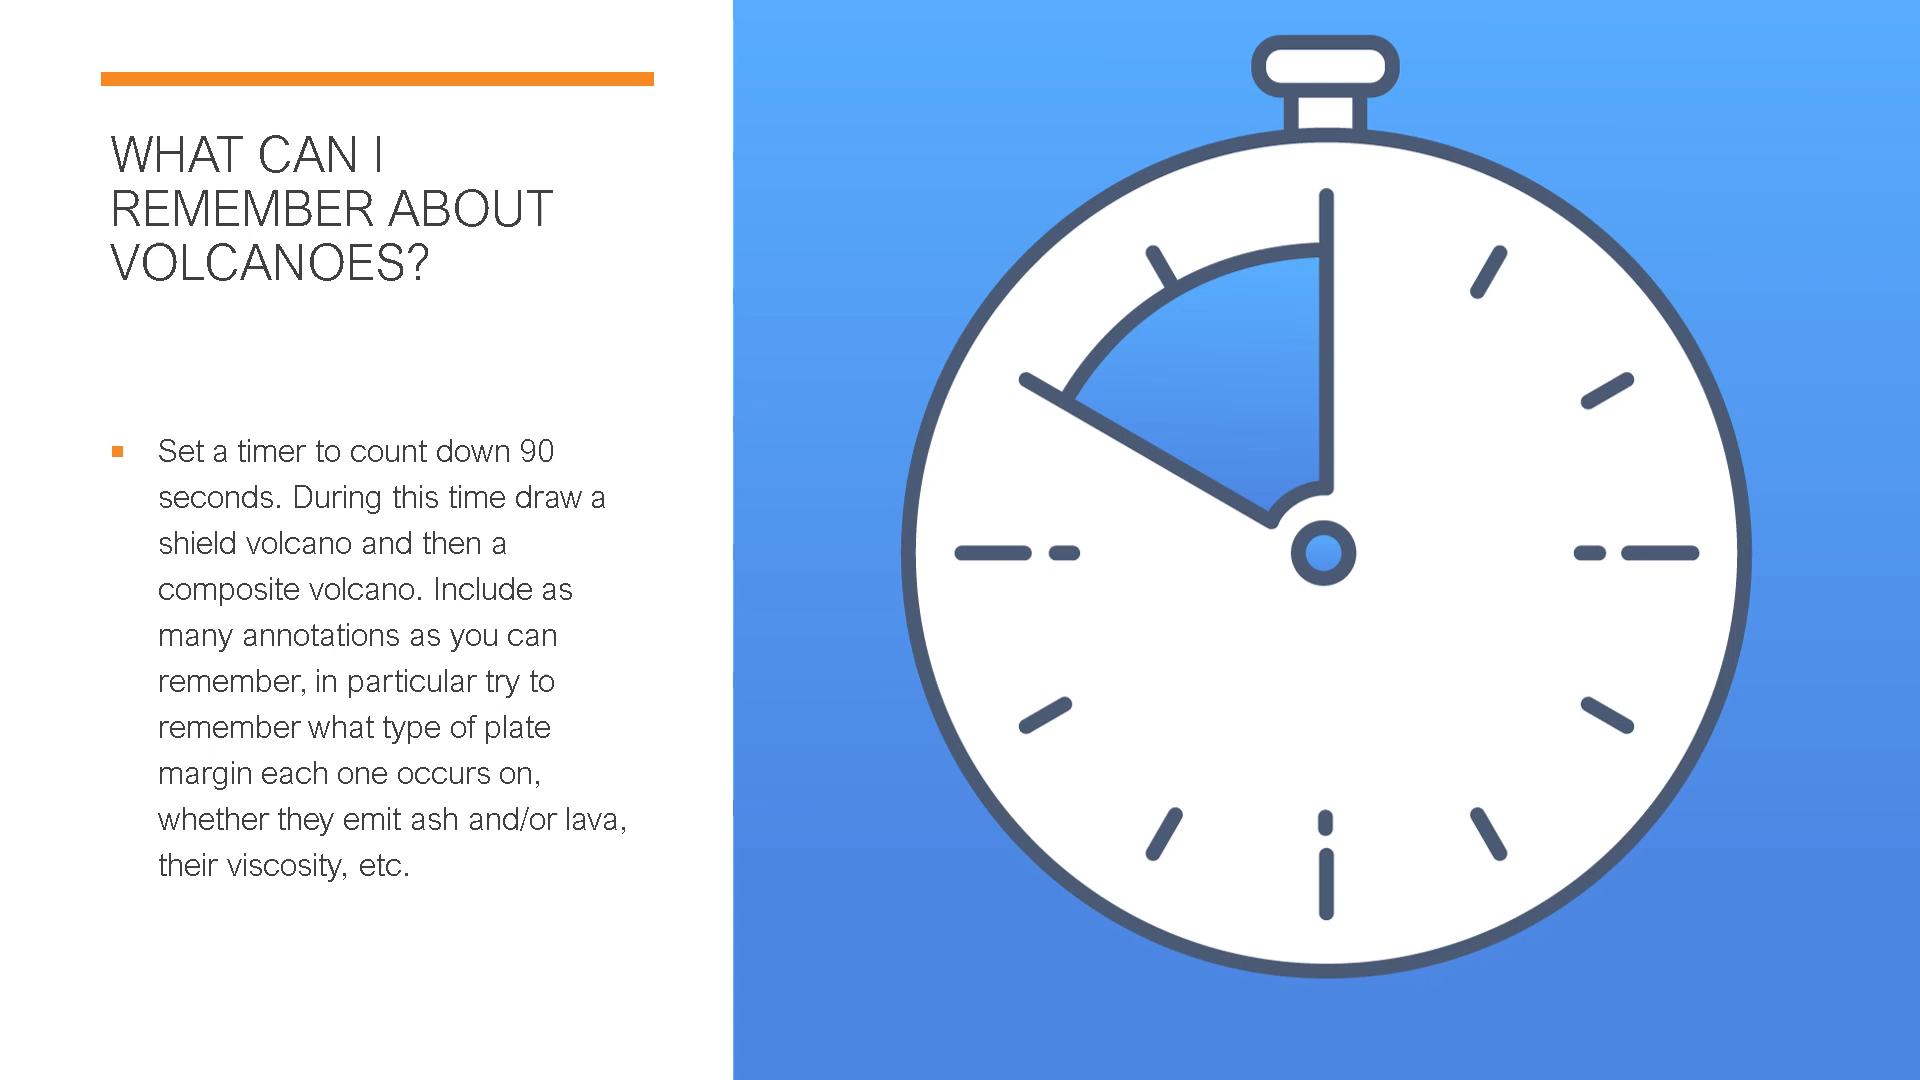 WHAT CAN I
REMEMBER ABOUT
VOLCANOES?
Set a timer to count down 90
seconds. During this time draw a
shield volcano and then a
composite volcano. Include as
many annotations as you can
remember, in particular try to
remember what type of plate
margin each one occurs on,
whether they emit ash and/or lava,
their viscosity, etc.